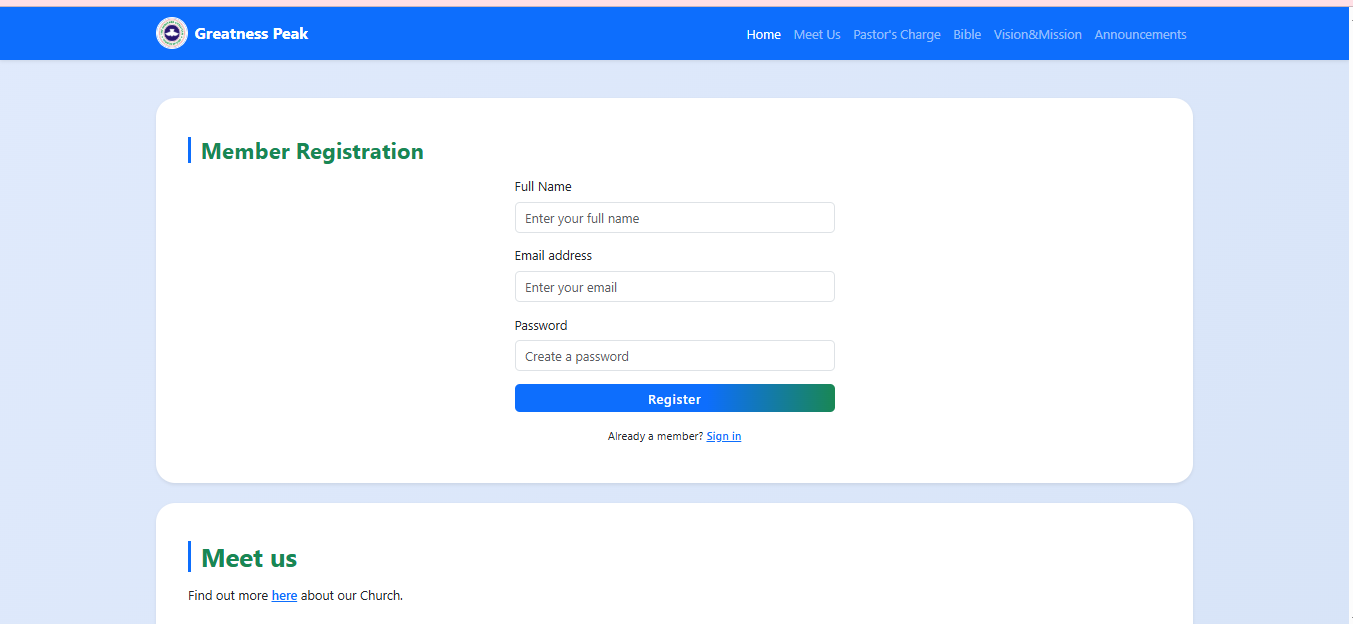 Greatness Peak
Home Meet Us Pastor's Charge Bible Vision&Mission Announcements
Member Registration
Full Name
Enter your full name
Email address
Enter your email
Password
Create a password
Register
Already a member? Sign in
Meet us
Find out more here about our Church.